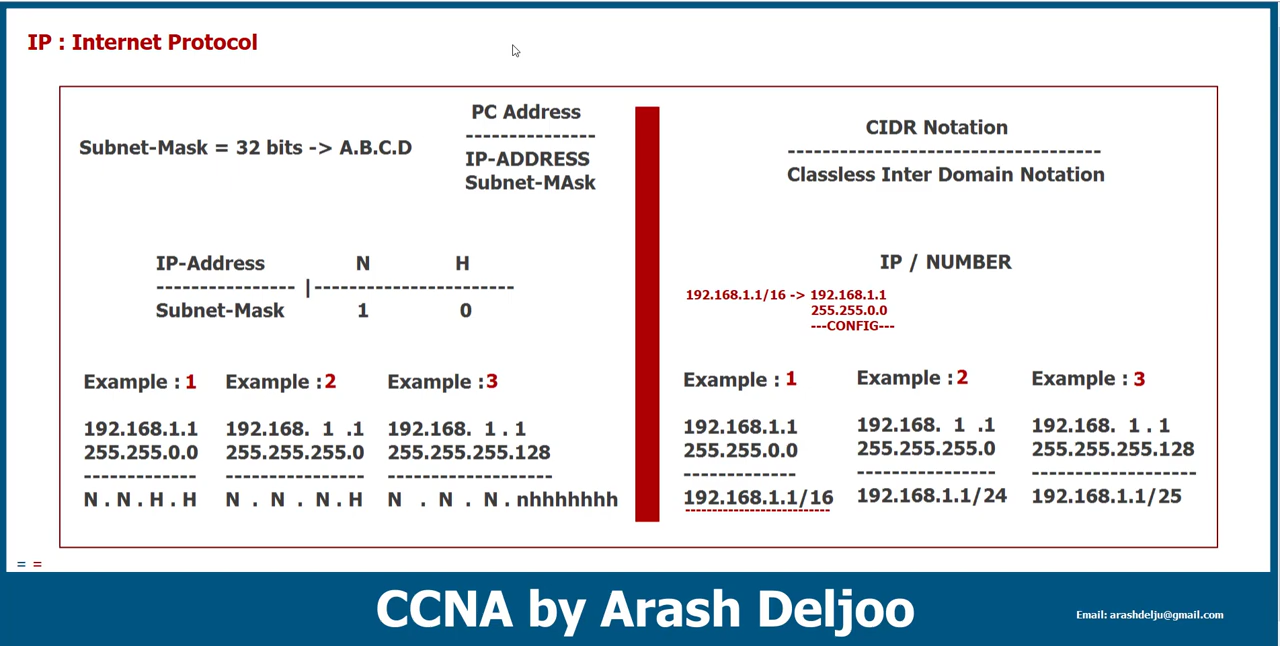 IP : Internet Protocol
PC Address
---------------
Subnet-Mask = 32 bits -> A.B.C.D
IP-ADDRESS
Subnet-MAsk
IP-Address N H
---------------- |-----------------------
Subnet-Mask 1 0
Example : 1 Example : 2 Example : 3
192.168.1.1 192.168. 1 .1 192.168. 1 . 1
255.255.0.0 255.255.255.0 255.255.255.128
------------- ---------------- -------------------
N . N . H . H N . N . N . H N . N . N . nhhhhhhh
CIDR Notation
------------------------------------
Classless Inter Domain Notation
IP / NUMBER
192.168.1.1/16 -> 192.168.1.1
255.255.0.0
---CONFIG---
Example : 1 Example : 2 Example : 3
192.168.1.1 192.168. 1 .1 192.168. 1 . 1
255.255.0.0 255.255.255.0 255.255.255.128
------------- ---------------- -------------------
192.168.1.1/16 192.168.1.1/24 192.168.1.1/25
--------------------------
= =
CCNA by Arash Deljoo
Email: arashdelju@gmail.com